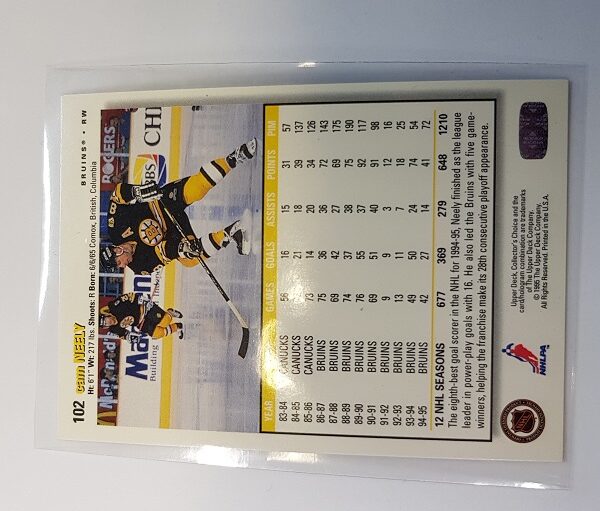 102 cam NEELY BRUINS® • RW
Ht: 6'1" Wt: 217 lbs. Shoots: R Born: 6/6/65 Comox, British, Columbia
McDonald's
ROGERS
Building
CHE
YEAR GAMES GOALS ASSISTS POINTS PIM
83-84 CANUCKS 56 16 15 31 57
84-85 CANUCKS 72 21 18 39 137
85-86 CANUCKS 73 14 20 34 126
86-87 BRUINS 75 36 36 72 143
87-88 BRUINS 69 42 27 69 175
88-89 BRUINS 74 37 38 75 190
89-90 BRUINS 76 55 37 92 117
90-91 BRUINS 69 51 40 91 98
91-92 BRUINS 9 9 3 12 16
92-93 BRUINS 13 11 7 18 25
93-94 BRUINS 49 50 24 74 54
94-95 BRUINS 42 27 14 41 72
12 NHL SEASONS 677 369 279 648 1210
The eighth-best goal scorer in the NHL for 1994-95, Neely finished as the league
leader in power-play goals with 16. He also led the Bruins with five game-
winners, helping the franchise make its 28th consecutive playoff appearance.
NHL
NHLPA
Upper Deck, Collector's Choice and the
card/hologram combination are trademarks
of The Upper Deck Company.
© 1995 The Upper Deck Company.
All Rights Reserved. Printed in the U.S.A.